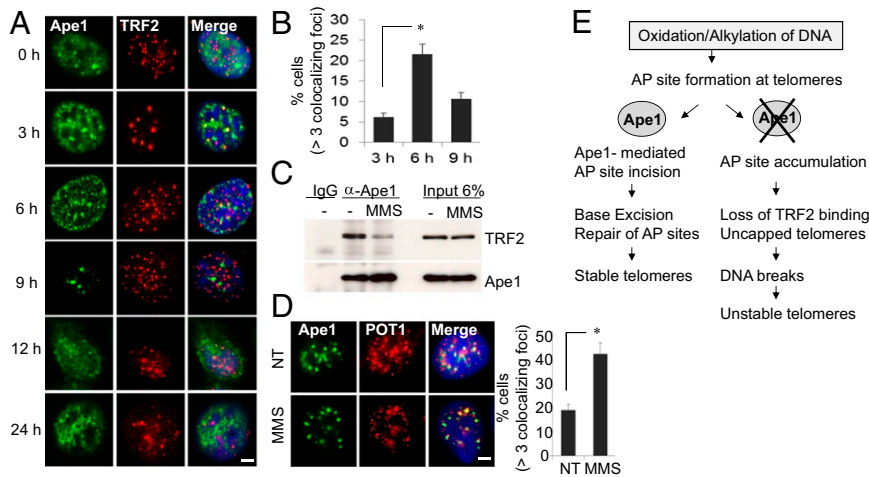 A
Ape1 TRF2 Merge
0 h
3 h
6 h
9 h
12 h
24 h
B
% cells
(> 3 colocalizing foci)
30
25
20
15
10
5
0
*
3 h 6 h 9 h
C
IgG α-Ape1 Input 6%
- - MMS - MMS
TRF2
Ape1
D
Ape1 POT1 Merge
NT
MMS
% cells
(> 3 colocalizing foci)
50
40
30
20
10
0
*
NT MMS
E
Oxidation/Alkylation of DNA
AP site formation at telomeres
Ape1 Ape1
Ape1- mediated
AP site incision
Base Excision
Repair of AP sites
Stable telomeres
AP site accumulation
Loss of TRF2 binding
Uncapped telomeres
DNA breaks
Unstable telomeres